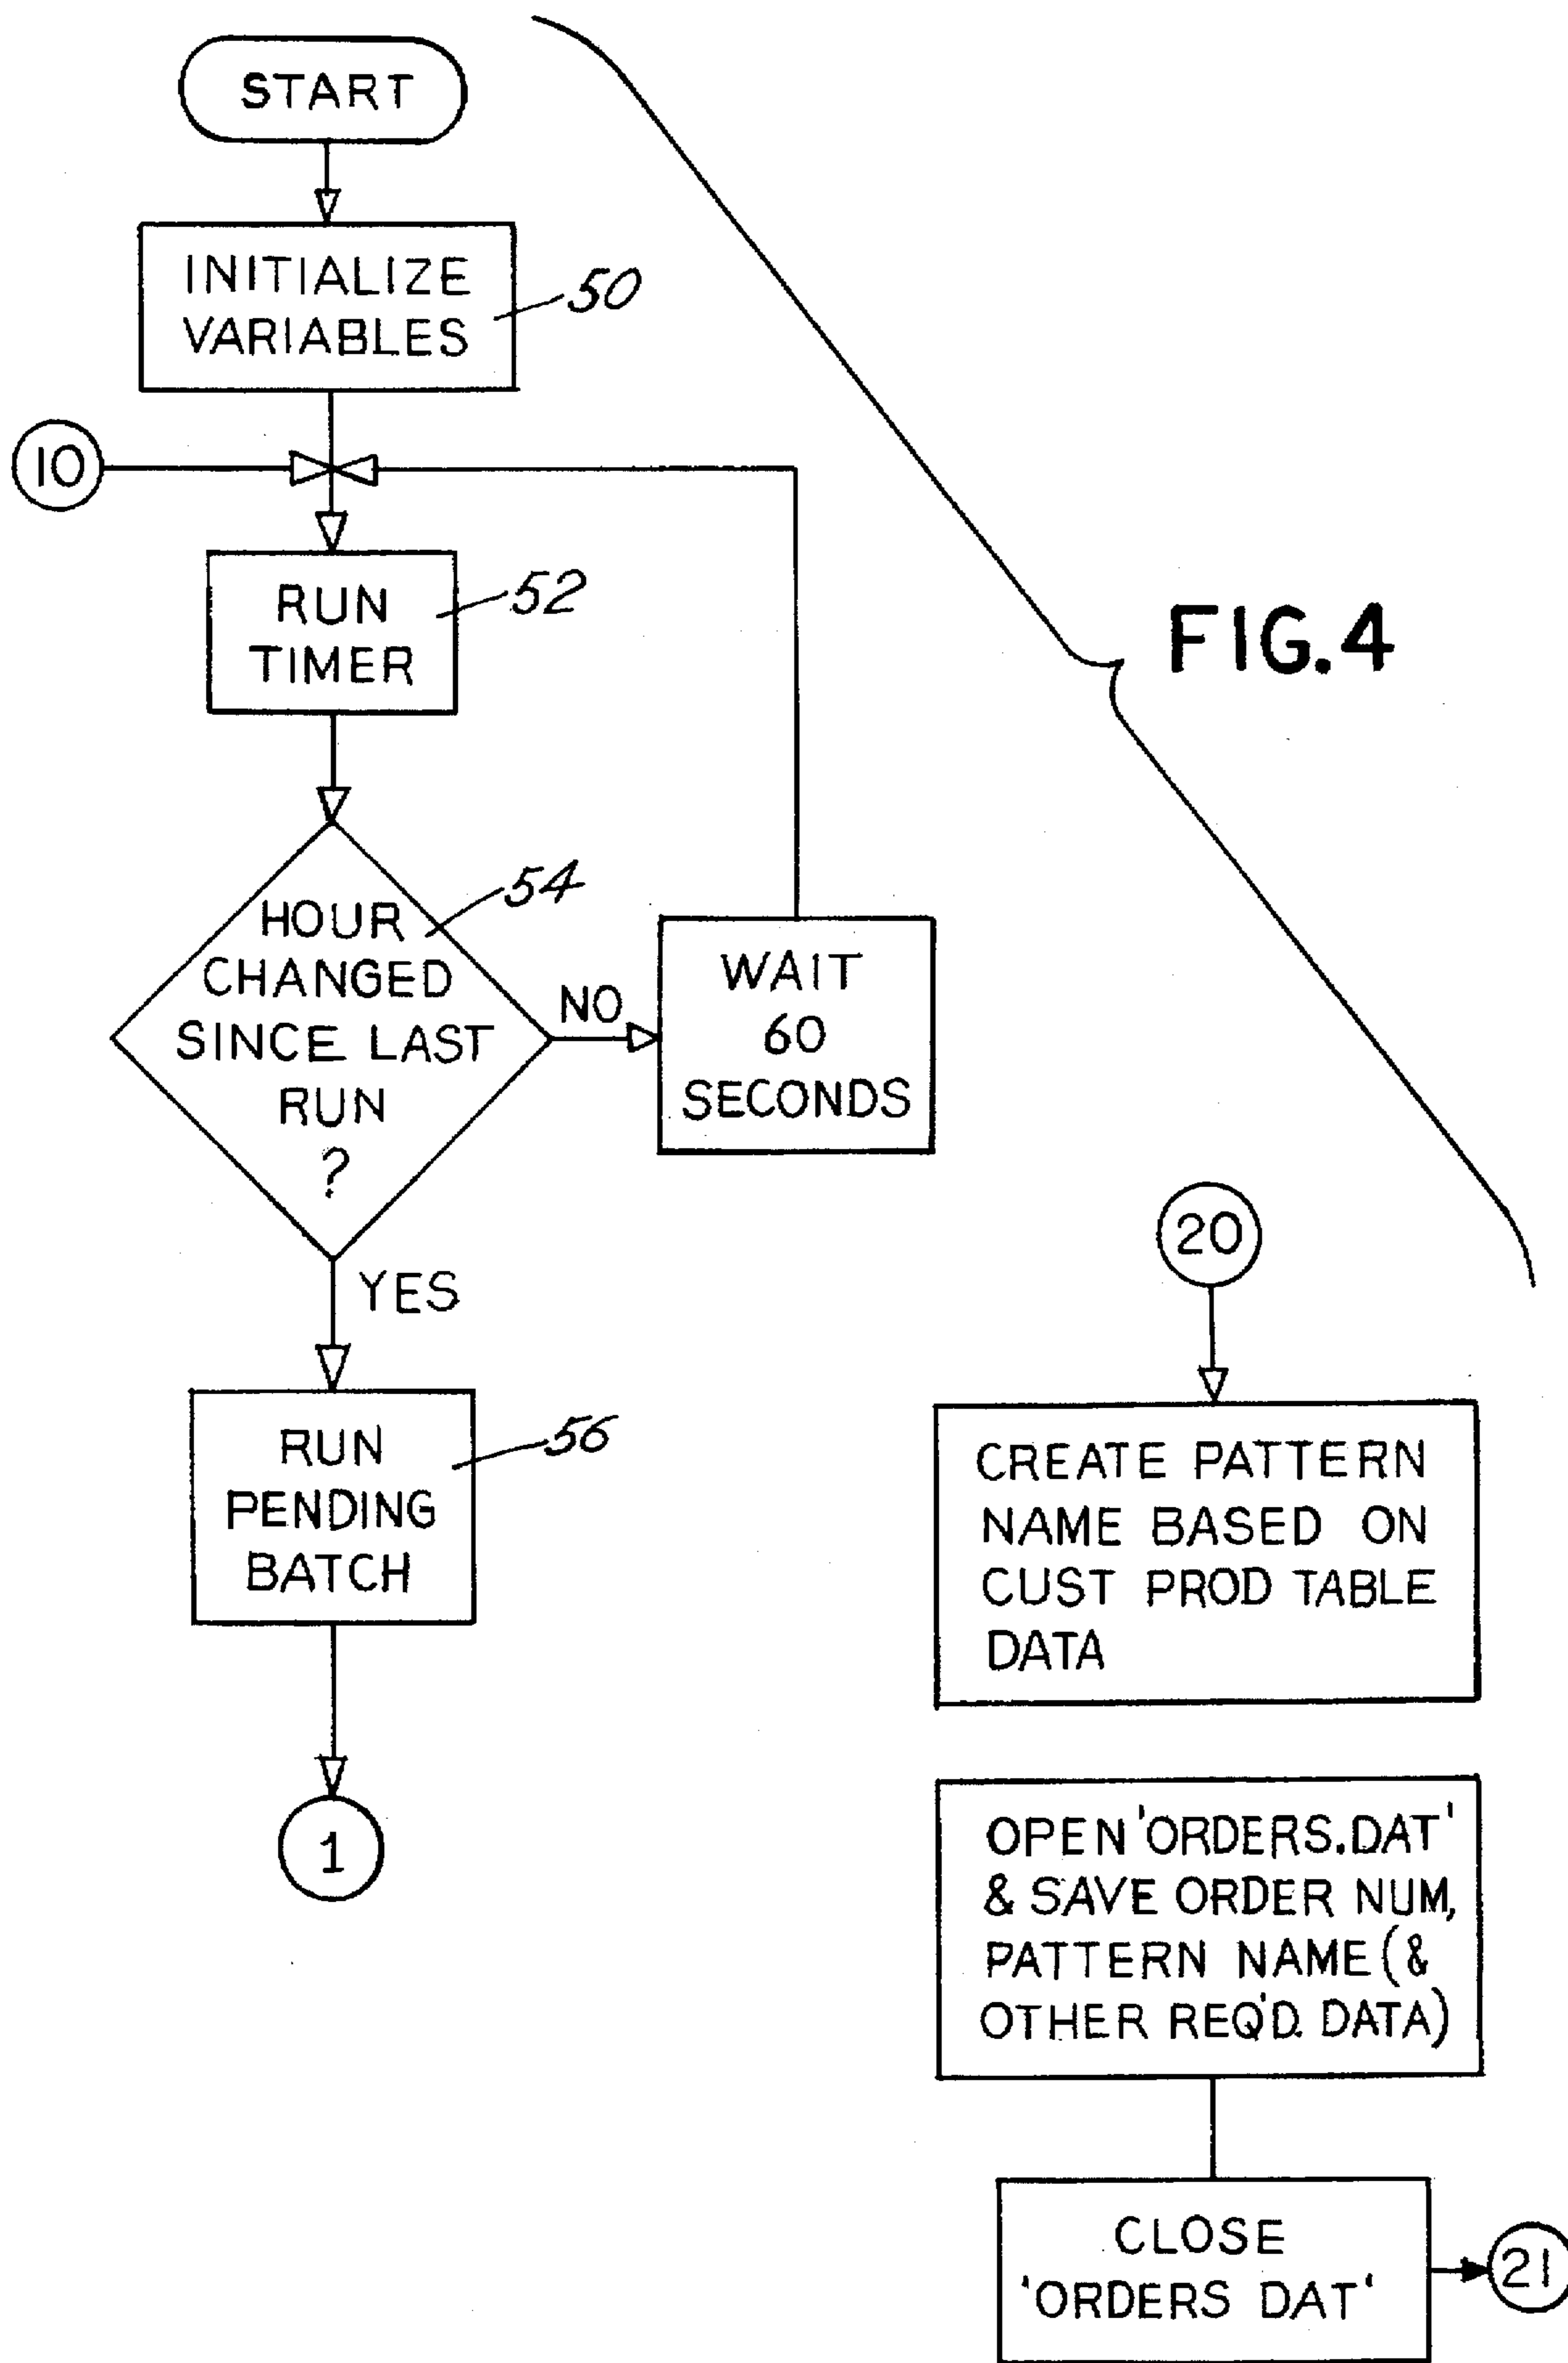 START
INITIALIZE
VARIABLES
50
10
RUN
TIMER
52
FIG.4
HOUR
CHANGED
SINCE LAST
RUN
?
54
NO
WAIT
60
SECONDS
YES
RUN
PENDING
BATCH
56
1
20
CREATE PATTERN
NAME BASED ON
CUST PROD TABLE
DATA
OPEN 'ORDERS.DAT'
& SAVE ORDER NUM,
PATTERN NAME (&
OTHER REQ'D. DATA)
CLOSE
'ORDERS DAT'
21